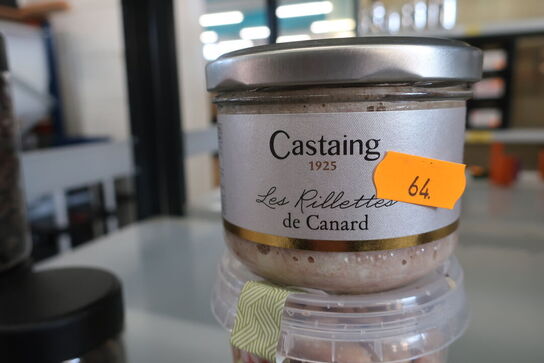 Castaing
1925
Les Rillettes
de Canard
64.